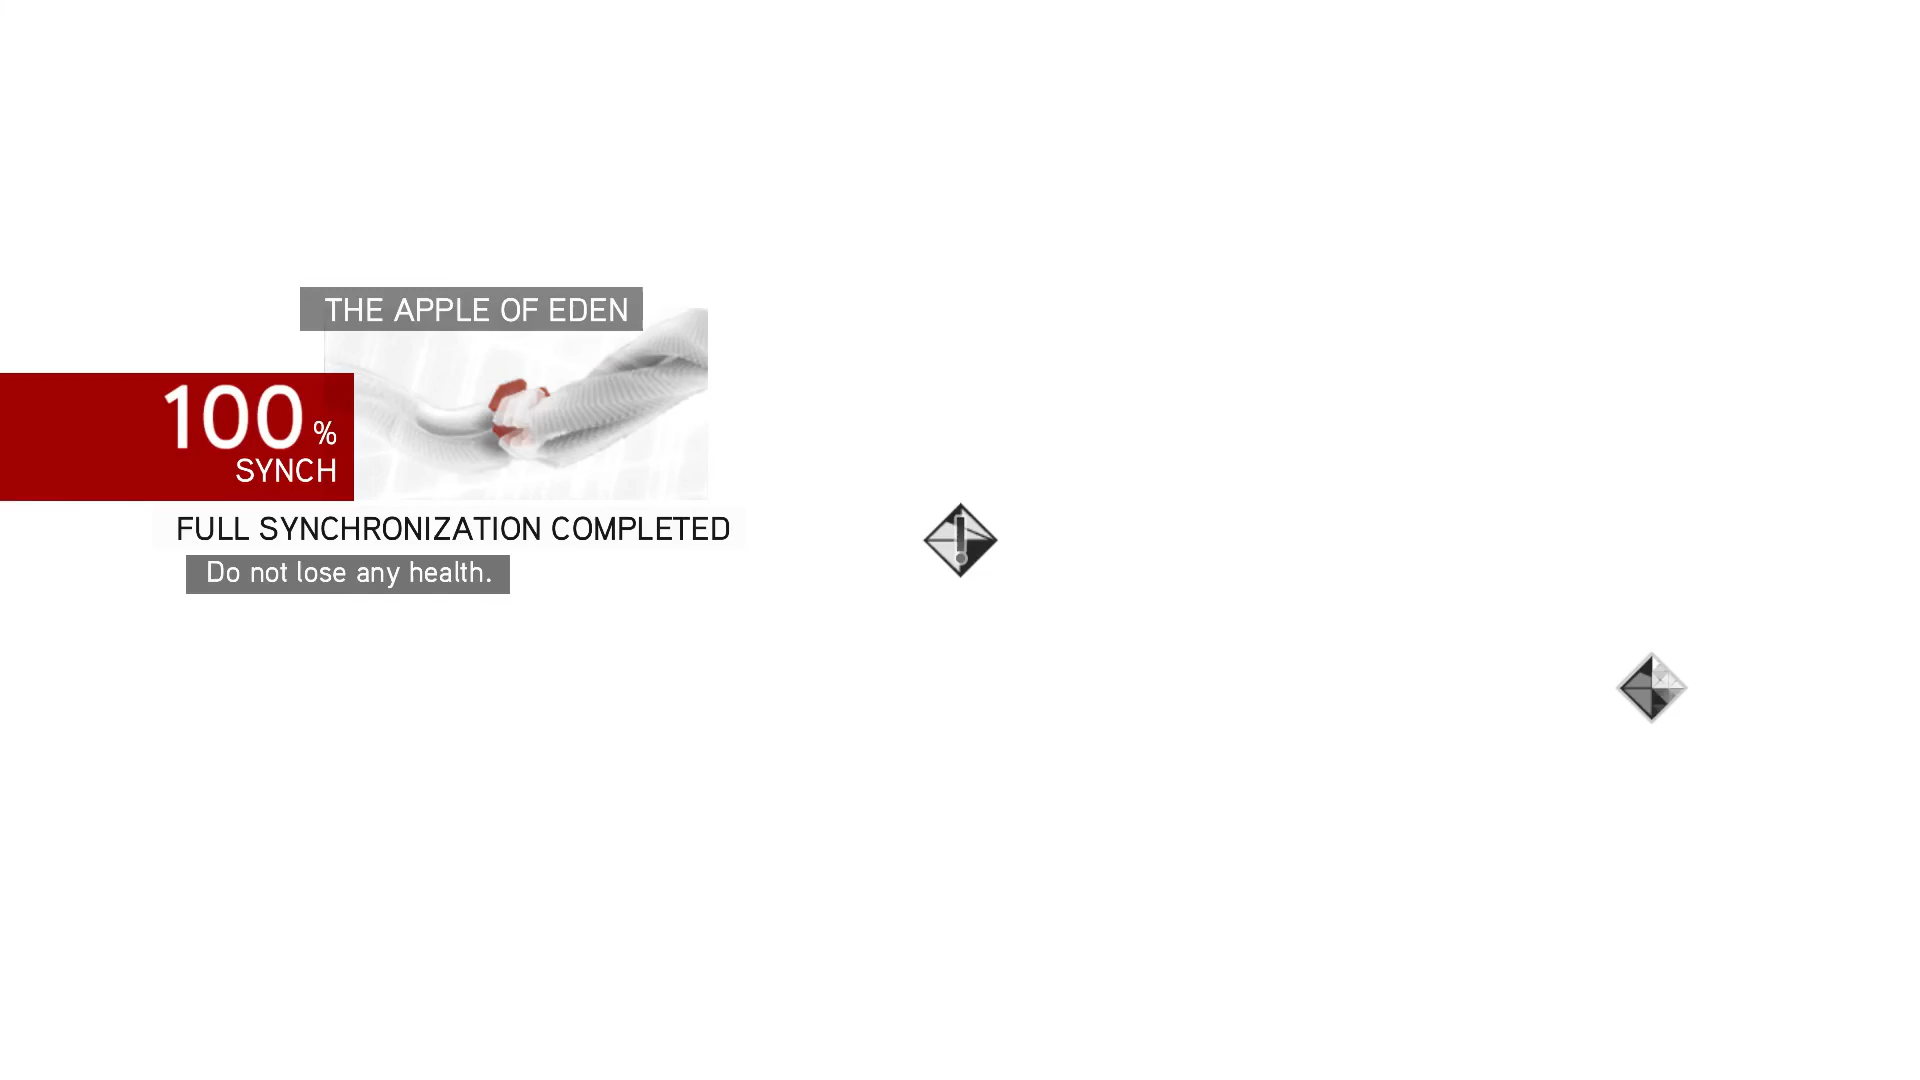 THE APPLE OF EDEN
100 %
SYNCH
FULL SYNCHRONIZATION COMPLETED
Do not lose any health.